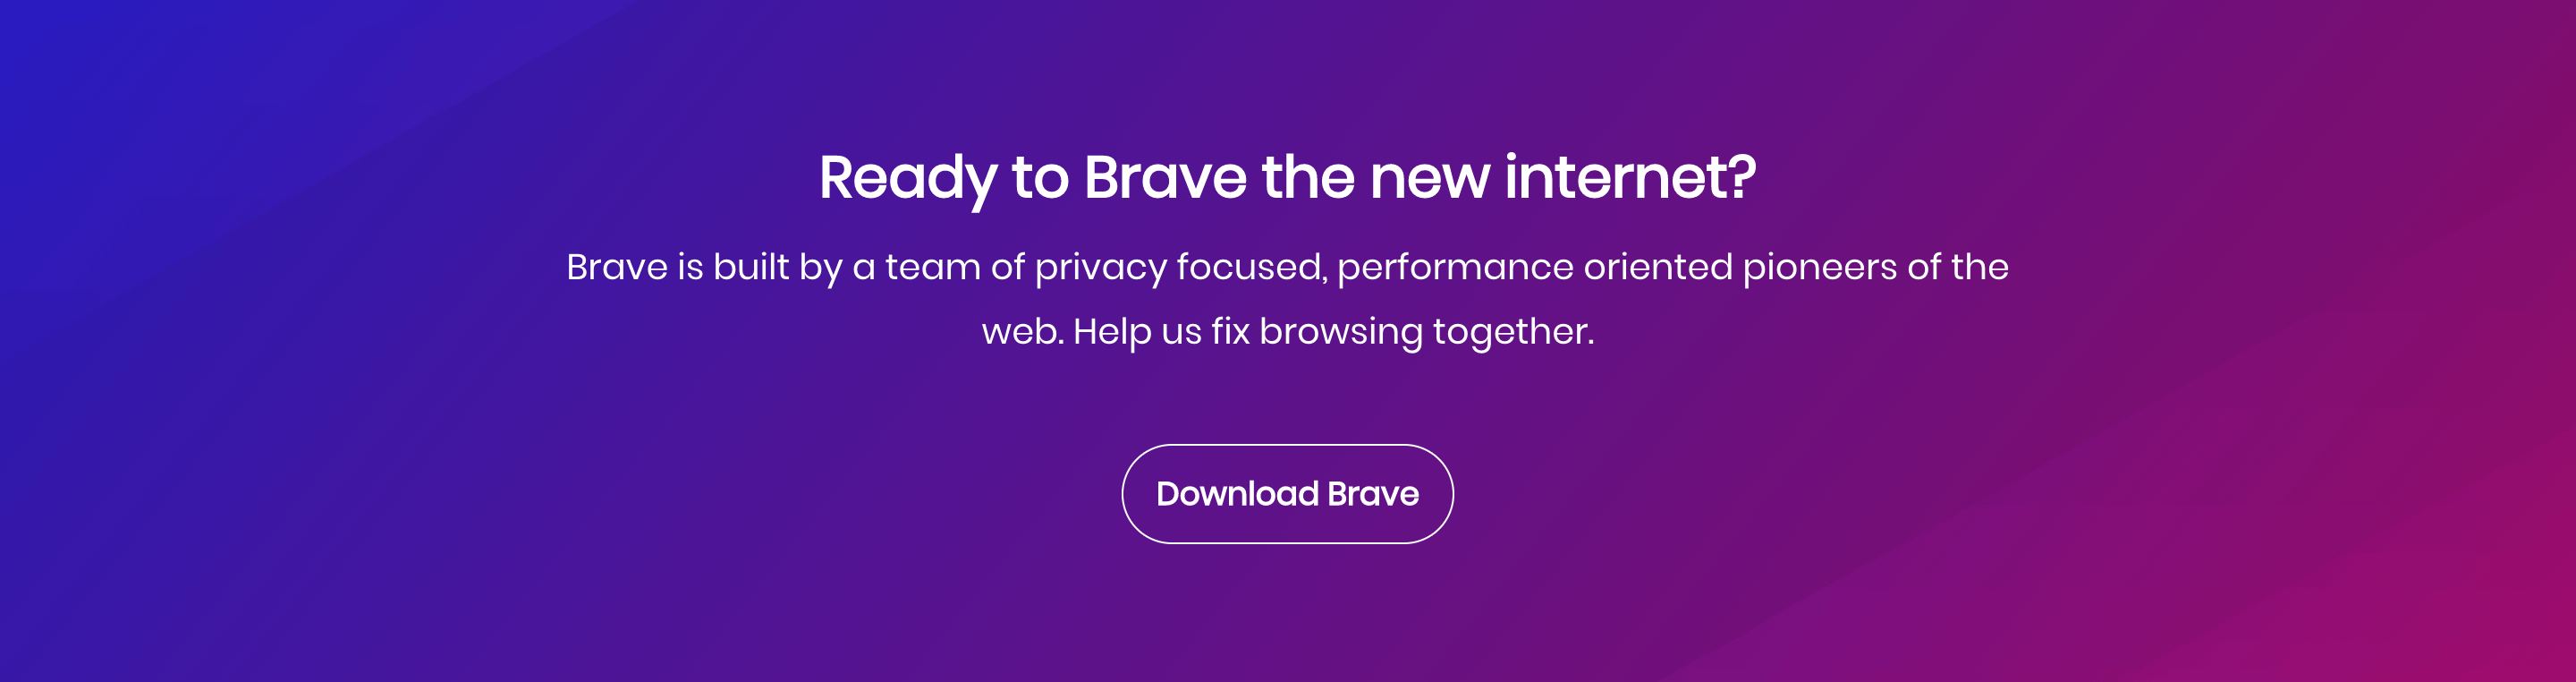 Ready to Brave the new internet?
Brave is built by a team of privacy focused, performance oriented pioneers of the
web. Help us fix browsing together.
Download Brave